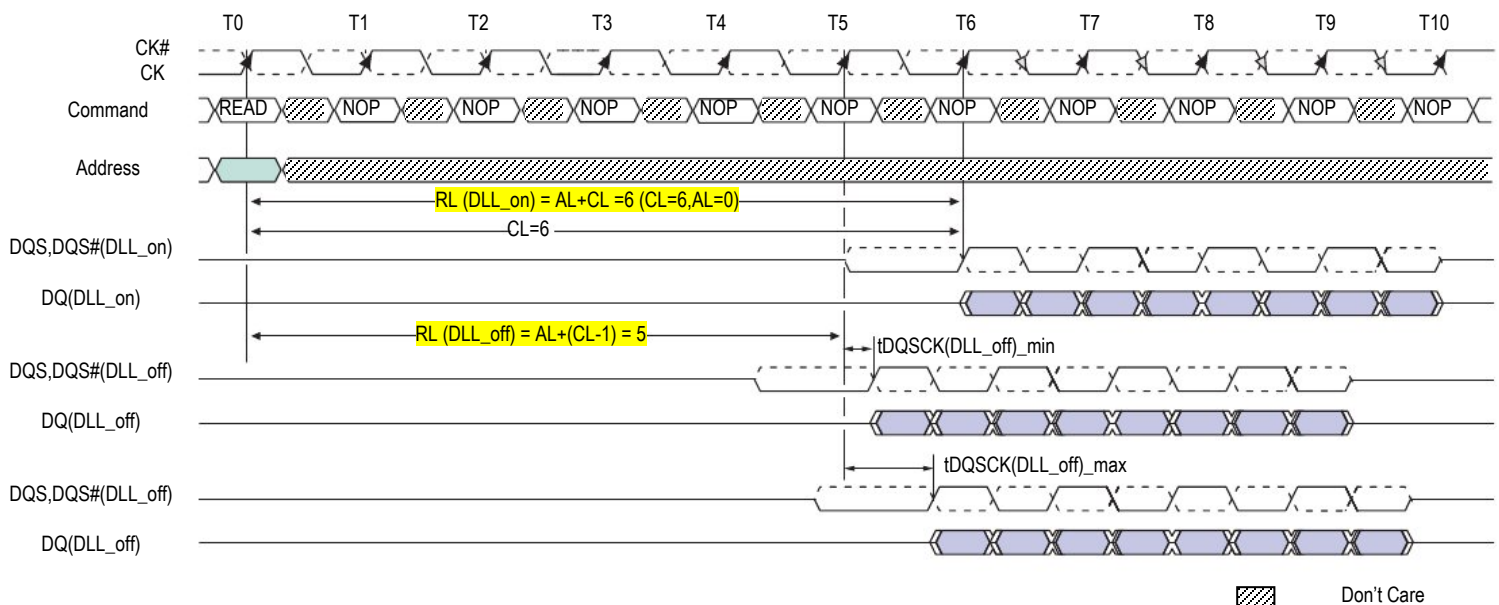 T0 T1 T2 T3 T4 T5 T6 T7 T8 T9 T10
CK#
CK
Command READ NOP NOP NOP NOP NOP NOP NOP NOP NOP NOP
Address
RL (DLL_on) = AL+CL =6 (CL=6,AL=0)
CL=6
DQS,DQS#(DLL_on)
DQ(DLL_on)
RL (DLL_off) = AL+(CL-1) = 5
tDQSCK(DLL_off)_min
DQS,DQS#(DLL_off)
DQ(DLL_off)
tDQSCK(DLL_off)_max
DQS,DQS#(DLL_off)
DQ(DLL_off)
Don't Care